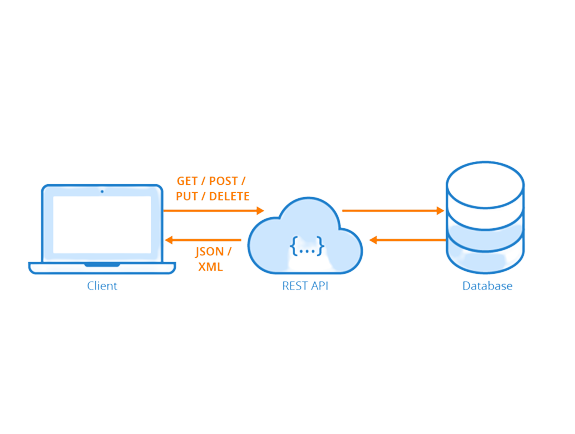 GET / POST /
PUT / DELETE
JSON /
XML
{...}
Client
REST API
Database